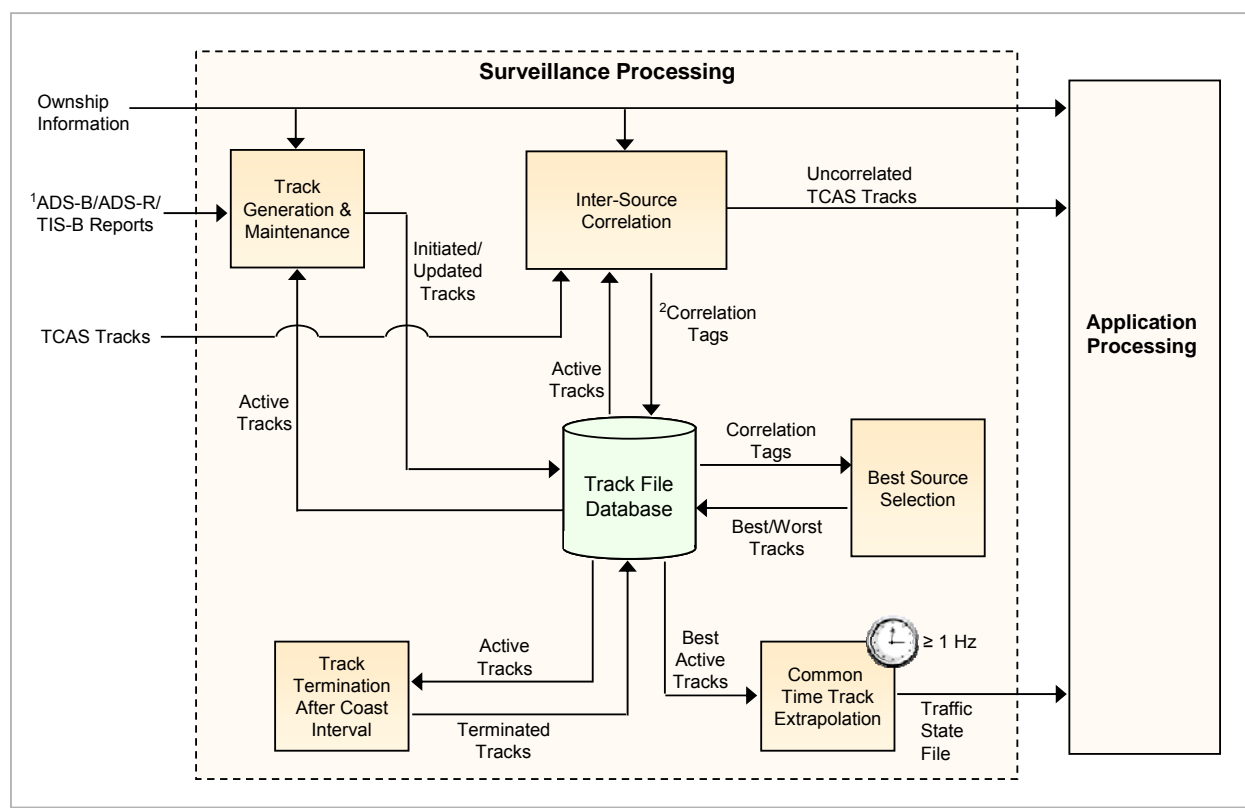 Surveillance Processing
Ownship
Information
¹ADS-B/ADS-R/
TIS-B Reports
TCAS Tracks
Track
Generation &
Maintenance
Initiated/
Updated
Tracks
Inter-Source
Correlation
Uncorrelated
TCAS Tracks
Application
Processing
²Correlation
Tags
Active
Tracks
Active
Tracks
Track File
Database
Correlation
Tags
Best/Worst
Tracks
Best Source
Selection
Track
Termination
After Coast
Interval
Active
Tracks
Terminated
Tracks
Best
Active
Tracks
Common
Time Track
Extrapolation
≥ 1 Hz
Traffic
State
File